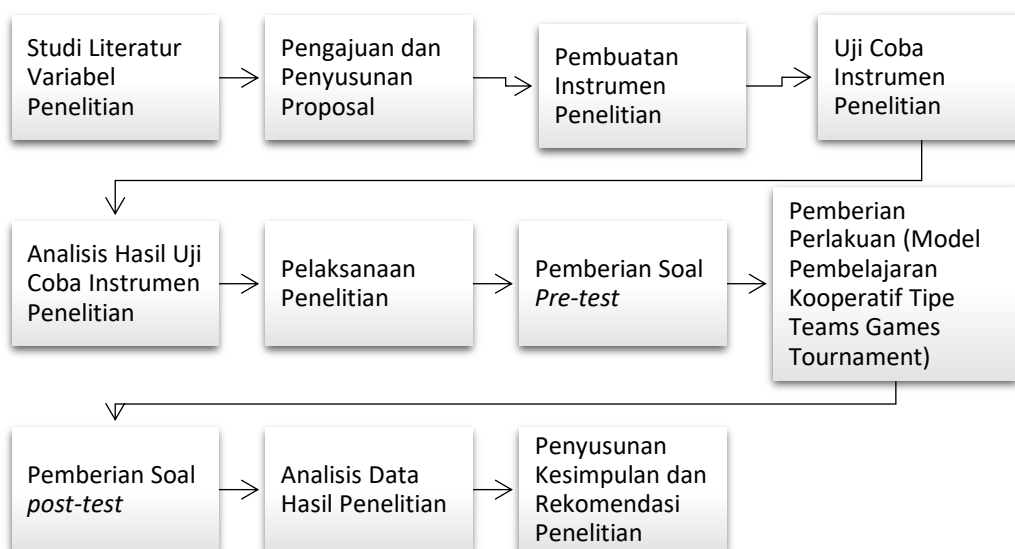 Studi Literatur
Variabel
Penelitian
Pengajuan dan
Penyusunan
Proposal
Pembuatan
Instrumen
Penelitian
Uji Coba
Instrumen
Penelitian
Analisis Hasil Uji
Coba Instrumen
Penelitian
Pelaksanaan
Penelitian
Pemberian Soal
Pre-test
Pemberian
Perlakuan (Model
Pembelajaran
Kooperatif Tipe
Teams Games
Tournament)
Pemberian Soal
post-test
Analisis Data
Hasil Penelitian
Penyusunan
Kesimpulan dan
Rekomendasi
Penelitian